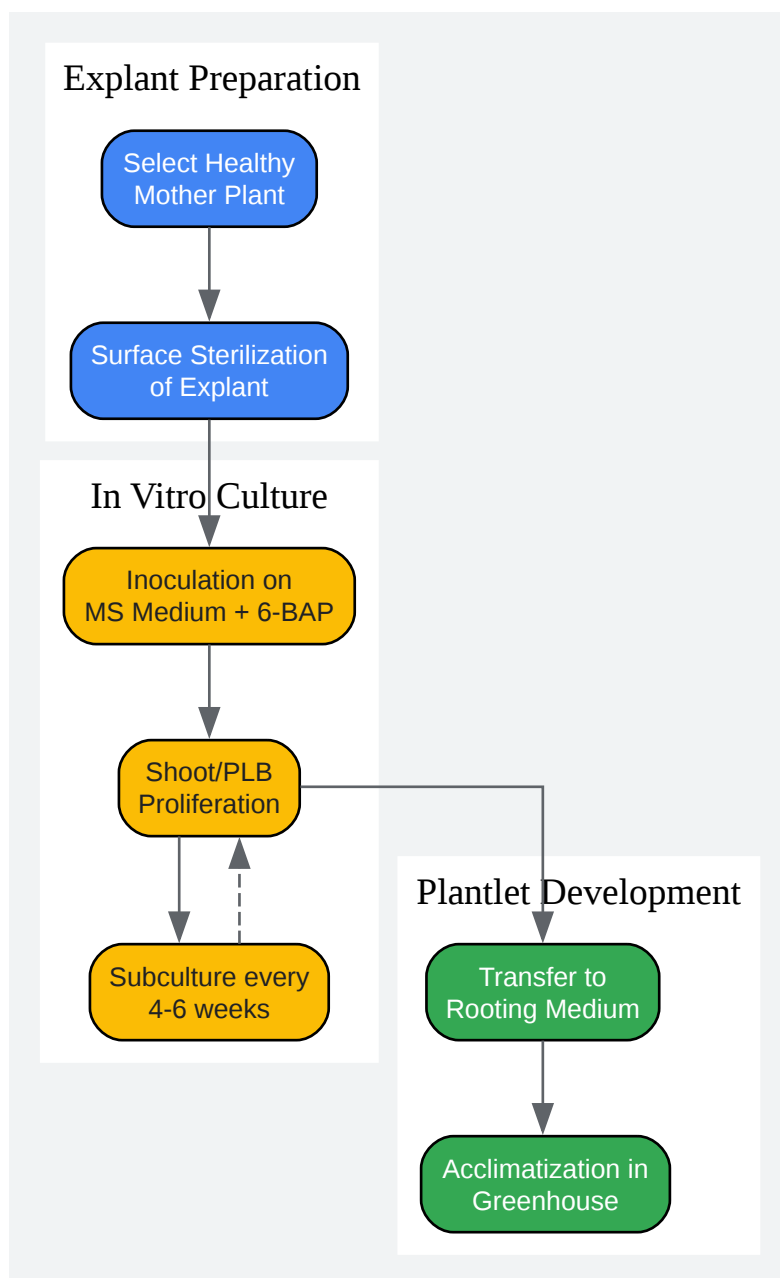 Explant Preparation
Select Healthy
Mother Plant
Surface Sterilization
of Explant
In Vitro Culture
Inoculation on
MS Medium + 6-BAP
Shoot/PLB
Proliferation
Subculture every
4-6 weeks
Plantlet Development
Transfer to
Rooting Medium
Acclimatization in
Greenhouse